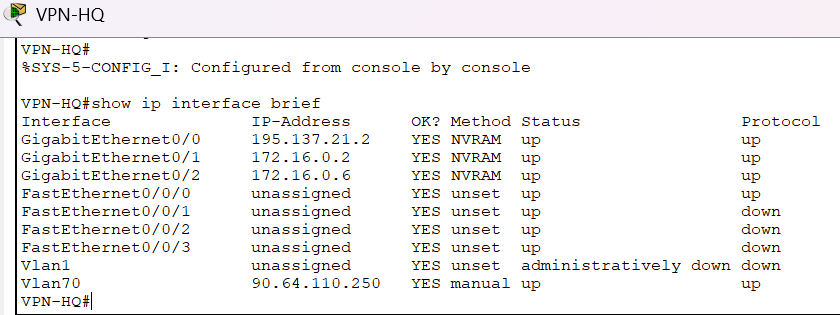 VPN-HQ
VPN-HQ#
%SYS-5-CONFIG_I: Configured from console by console
VPN-HQ#show ip interface brief
Interface IP-Address OK? Method Status Protocol
GigabitEthernet0/0 195.137.21.2 YES NVRAM up up
GigabitEthernet0/1 172.16.0.2 YES NVRAM up up
GigabitEthernet0/2 172.16.0.6 YES NVRAM up up
FastEthernet0/0/0 unassigned YES unset up up
FastEthernet0/0/1 unassigned YES unset up down
FastEthernet0/0/2 unassigned YES unset up down
FastEthernet0/0/3 unassigned YES unset up down
Vlan1 unassigned YES unset administratively down down
Vlan70 90.64.110.250 YES manual up up
VPN-HQ#